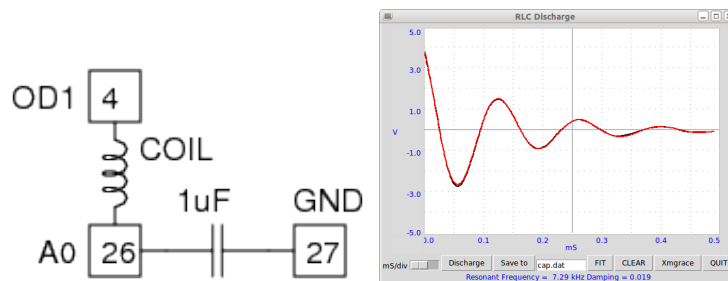 OD1 4
COIL
1uF GND
A0 26 27
RLC Discharge
5.0
3.0
1.0
V
-1.0
-3.0
-5.0
0.0 0.1 0.2 0.3 0.4 0.5
mS
mS/div Discharge Save to cap.dat FIT CLEAR Xmgrace QUIT
Resonant Frequency = 7.29 kHz Damping = 0.019